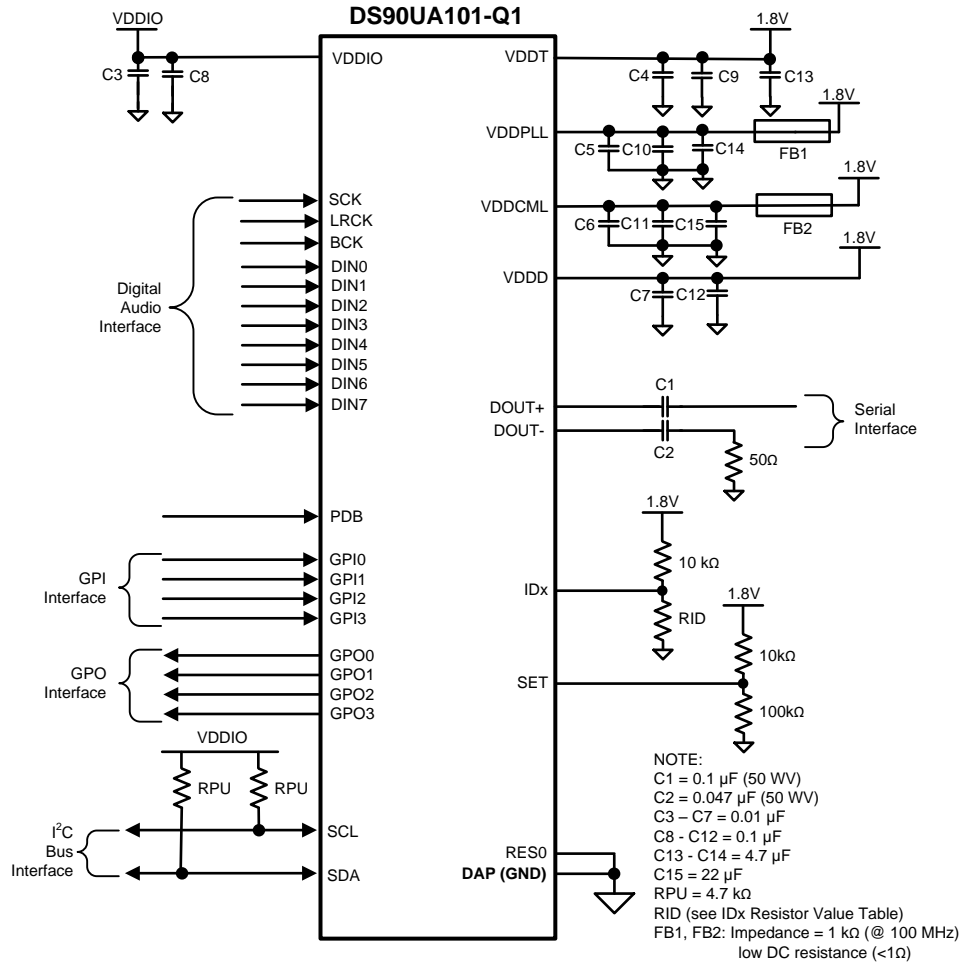 DS90UA101-Q1
VDDIO
C3
C8
VDDIO
VDDT
1.8V
C4
C9
C13
VDDPLL
1.8V
C5
C10
C14
FB1
VDDCML
1.8V
C6
C11
C15
FB2
VDDD
1.8V
C7
C12
Digital
Audio
Interface
SCK
LRCK
BCK
DIN0
DIN1
DIN2
DIN3
DIN4
DIN5
DIN6
DIN7
DOUT+
DOUT-
C1
C2
50Ω
Serial
Interface
PDB
GPI
Interface
GPI0
GPI1
GPI2
GPI3
GPO
Interface
GPO0
GPO1
GPO2
GPO3
IDx
1.8V
10 kΩ
RID
SET
1.8V
10kΩ
100kΩ
VDDIO
RPU
RPU
I²C
Bus
Interface
SCL
SDA
RES0
DAP (GND)
NOTE:
C1 = 0.1 µF (50 WV)
C2 = 0.047 µF (50 WV)
C3 – C7 = 0.01 µF
C8 - C12 = 0.1 µF
C13 - C14 = 4.7 µF
C15 = 22 µF
RPU = 4.7 kΩ
RID (see IDx Resistor Value Table)
FB1, FB2: Impedance = 1 kΩ (@ 100 MHz)
low DC resistance (<1Ω)